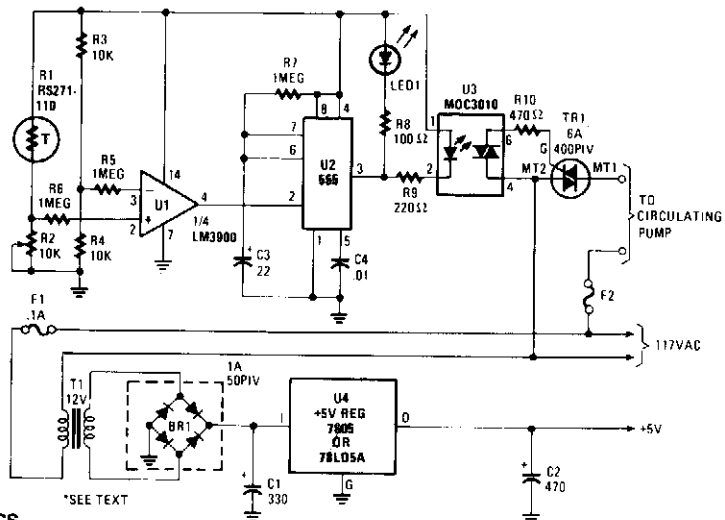 R3
10K
R1
RS271-
110
T
R7
1MEG
LED1
U3
MOC3010
R10
470Ω
TR1
6A
400PIV
R8
100Ω
8
4
7
6
U2
555
2
3
1
5
1
2
6
4
G
MT2
MT1
R9
220Ω
TO
CIRCULATING
PUMP
R5
1MEG
R6
1MEG
14
3
−
U1
4
+
2
7
1/4
LM3900
R2
10K
R4
10K
+
C3
22
C4
.01
F2
F1
.1A
117VAC
T1
12V
*
1A
50PIV
BR1
I
U4
+5V REG
7805
OR
78L05A
O
G
+5V
+
C1
330
+
C2
470
*SEE TEXT